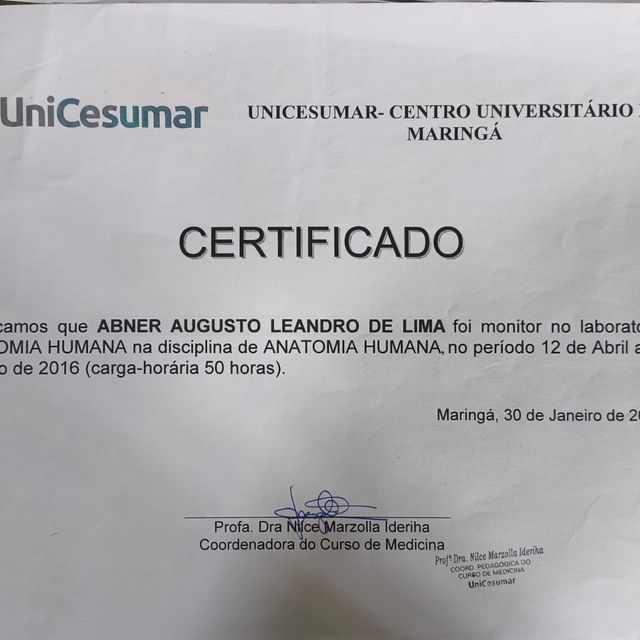 UniCesumar
UNICESUMAR- CENTRO UNIVERSITÁRIO
MARINGÁ
CERTIFICADO
camos que ABNER AUGUSTO LEANDRO DE LIMA foi monitor no laborato
OMIA HUMANA na disciplina de ANATOMIA HUMANA, no período 12 de Abril a
o de 2016 (carga-horária 50 horas).
Maringá, 30 de Janeiro de 20
Profa. Dra Nilce Marzolla Ideriha
Coordenadora do Curso de Medicina
Profª Dra. Nilce Marzolla Ideriha
COORD. PEDAGÓGICA DO
CURSO DE MEDICINA
UniCesumar